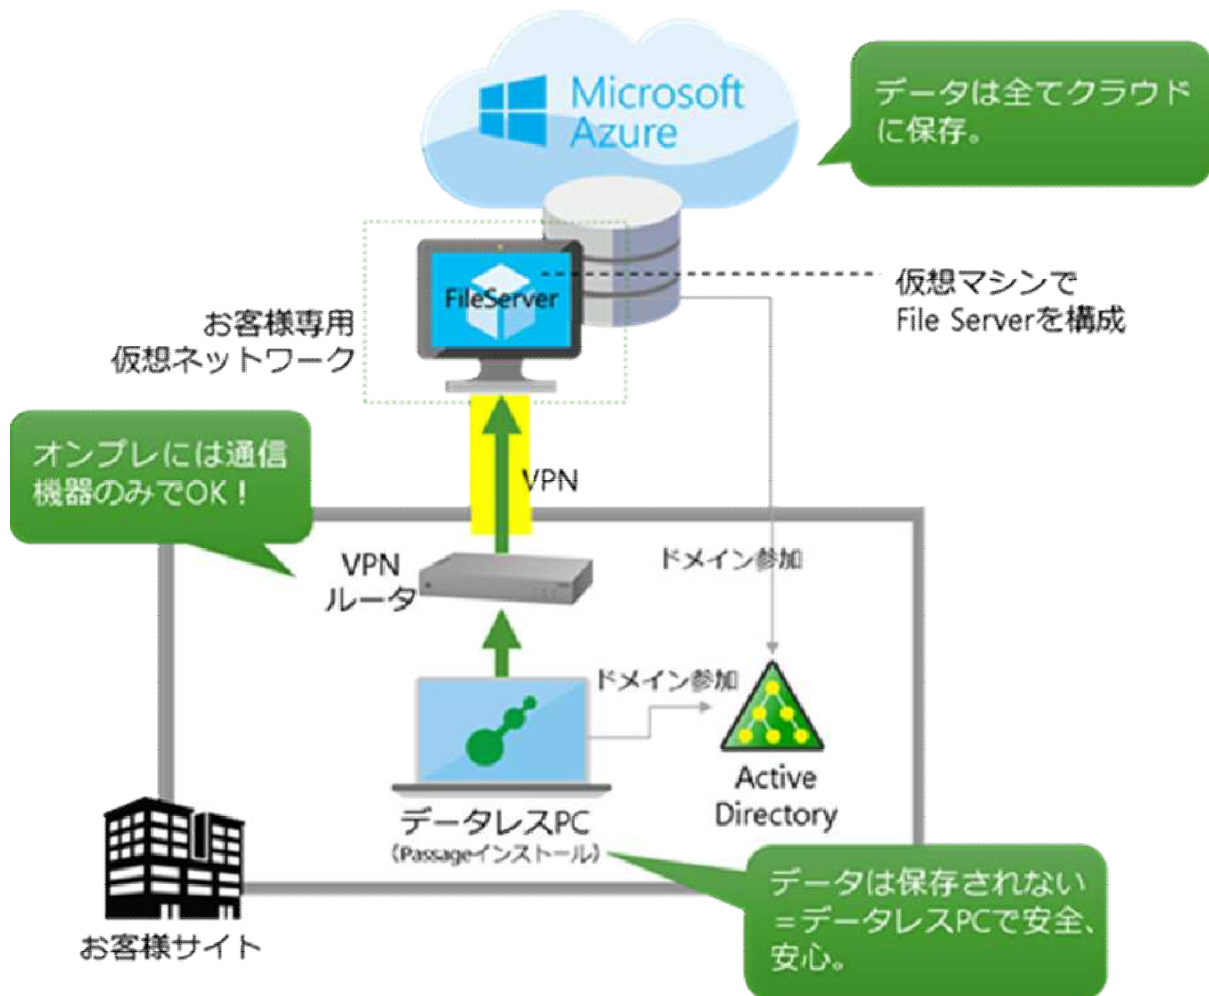 Microsoft
Azure
データは全てクラウド
に保存。
FileServer
仮想マシンで
File Serverを構成
お客様専用
仮想ネットワーク
オンプレには通信
機器のみでOK！
VPN
VPN
ルータ
ドメイン参加
ドメイン参加
Active
Directory
データレスPC
（Passageインストール）
データは保存されない
＝データレスPCで安全、
安心。
お客様サイト